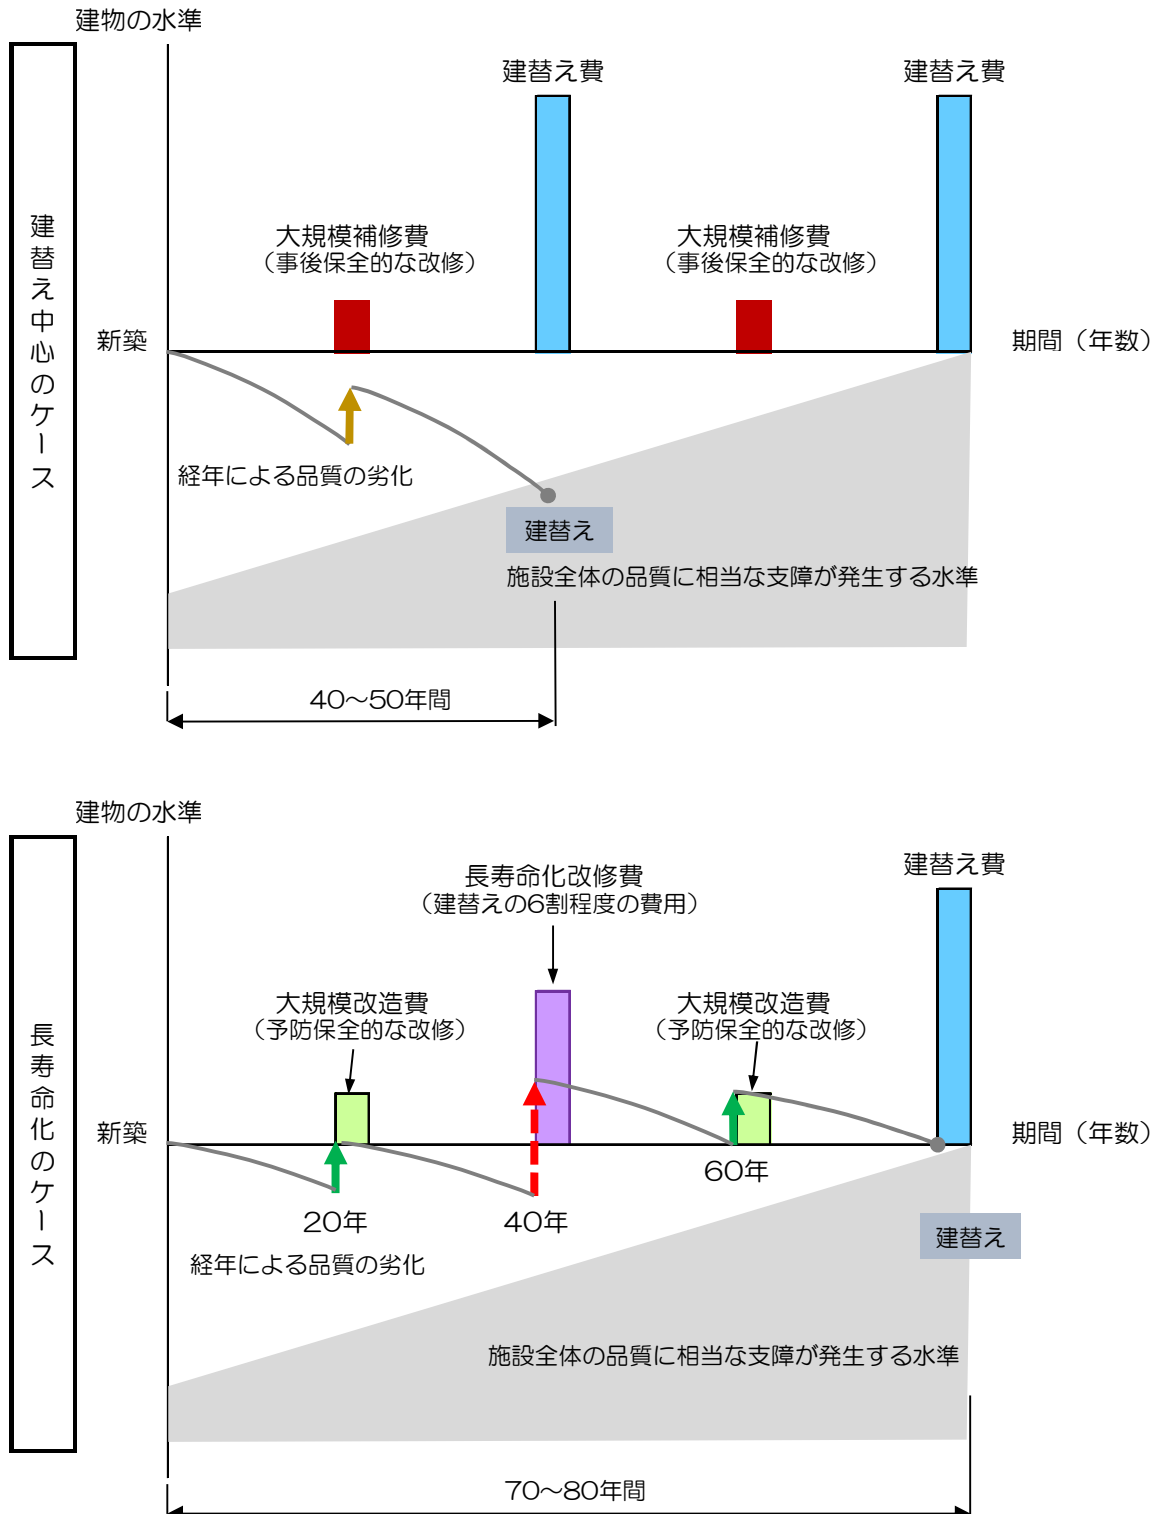 建物の水準
建替え中心のケース
建替え費
建替え費
大規模補修費
（事後保全的な改修）
大規模補修費
（事後保全的な改修）
新築
期間（年数）
経年による品質の劣化
建替え
施設全体の品質に相当な支障が発生する水準
40～50年間
建物の水準
長寿命化のケース
建替え費
長寿命化改修費
（建替えの6割程度の費用）
大規模改造費
（予防保全的な改修）
大規模改造費
（予防保全的な改修）
新築
期間（年数）
60年
20年
40年
建替え
経年による品質の劣化
施設全体の品質に相当な支障が発生する水準
70～80年間